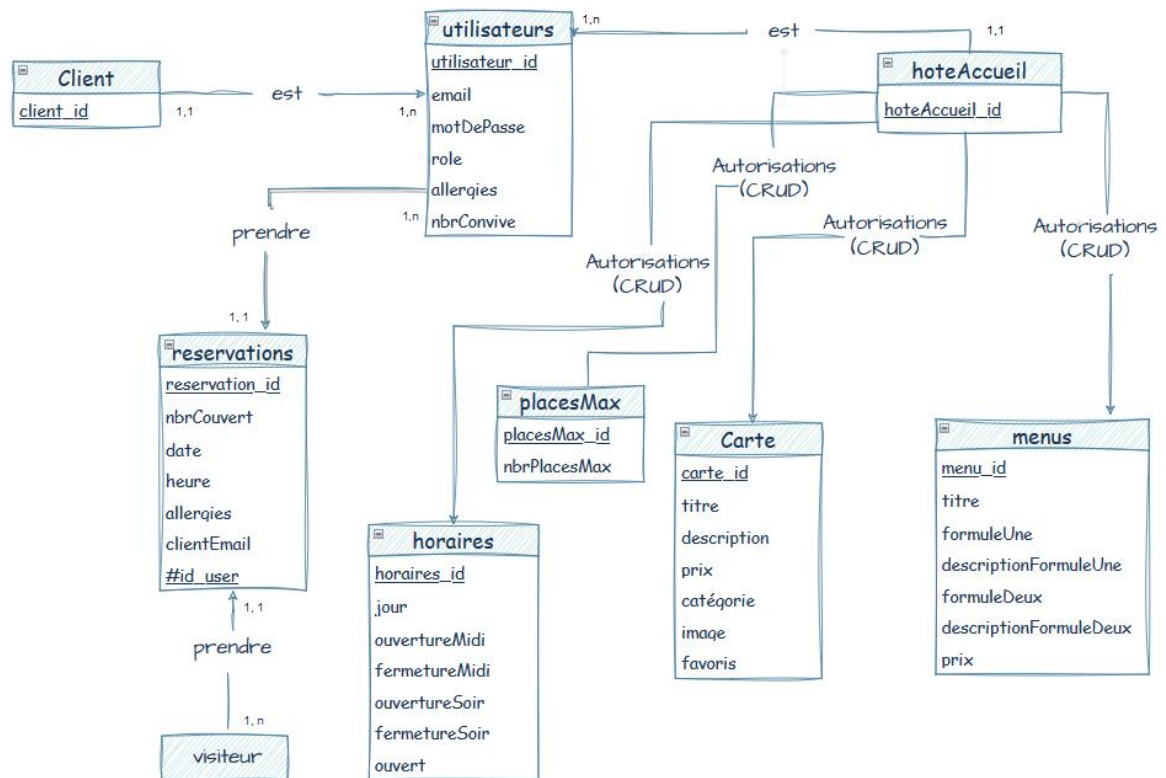 utilisateurs
utilisateur_id
email
motDePasse
role
allergies
nbrConvive
1,n
est
1,1
hoteAccueil
hoteAccueil_id
Client
client_id
1,1
est
1,n
1,n
prendre
1, 1
Autorisations
(CRUD)
Autorisations
(CRUD)
Autorisations
(CRUD)
Autorisations
(CRUD)
reservations
reservation_id
nbrCouvert
date
heure
allergies
clientEmail
#id_user
1, 1
prendre
1, n
visiteur
horaires
horaires_id
jour
ouvertureMidi
fermetureMidi
ouvertureSoir
fermetureSoir
ouvert
placesMax
placesMax_id
nbrPlacesMax
Carte
carte_id
titre
description
prix
catégorie
image
favoris
menus
menu_id
titre
formuleUne
descriptionFormuleUne
formuleDeux
descriptionFormuleDeux
prix